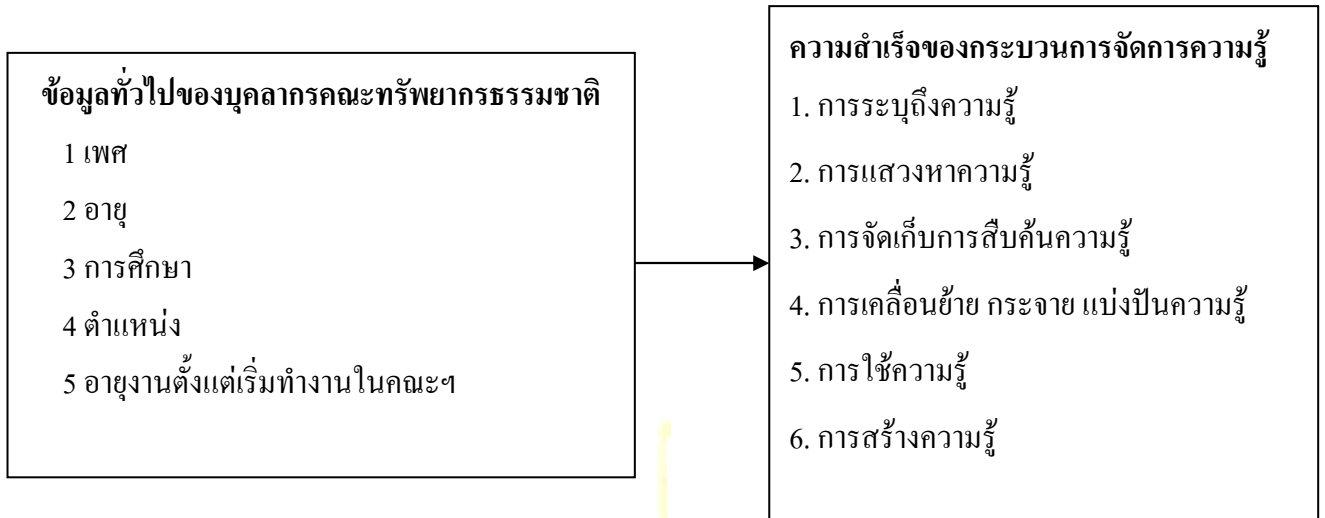 ข้อมูลทั่วไปของบุคลากรคณะทรัพยากรธรรมชาติ
1 เพศ
2 อายุ
3 การศึกษา
4 ตำแหน่ง
5 อายุงานตั้งแต่เริ่มทำงานในคณะฯ
ความสำเร็จของกระบวนการจัดการความรู้
1. การระบุถึงความรู้
2. การแสวงหาความรู้
3. การจัดเก็บการสืบค้นความรู้
4. การเคลื่อนย้าย กระจาย แบ่งปันความรู้
5. การใช้ความรู้
6. การสร้างความรู้